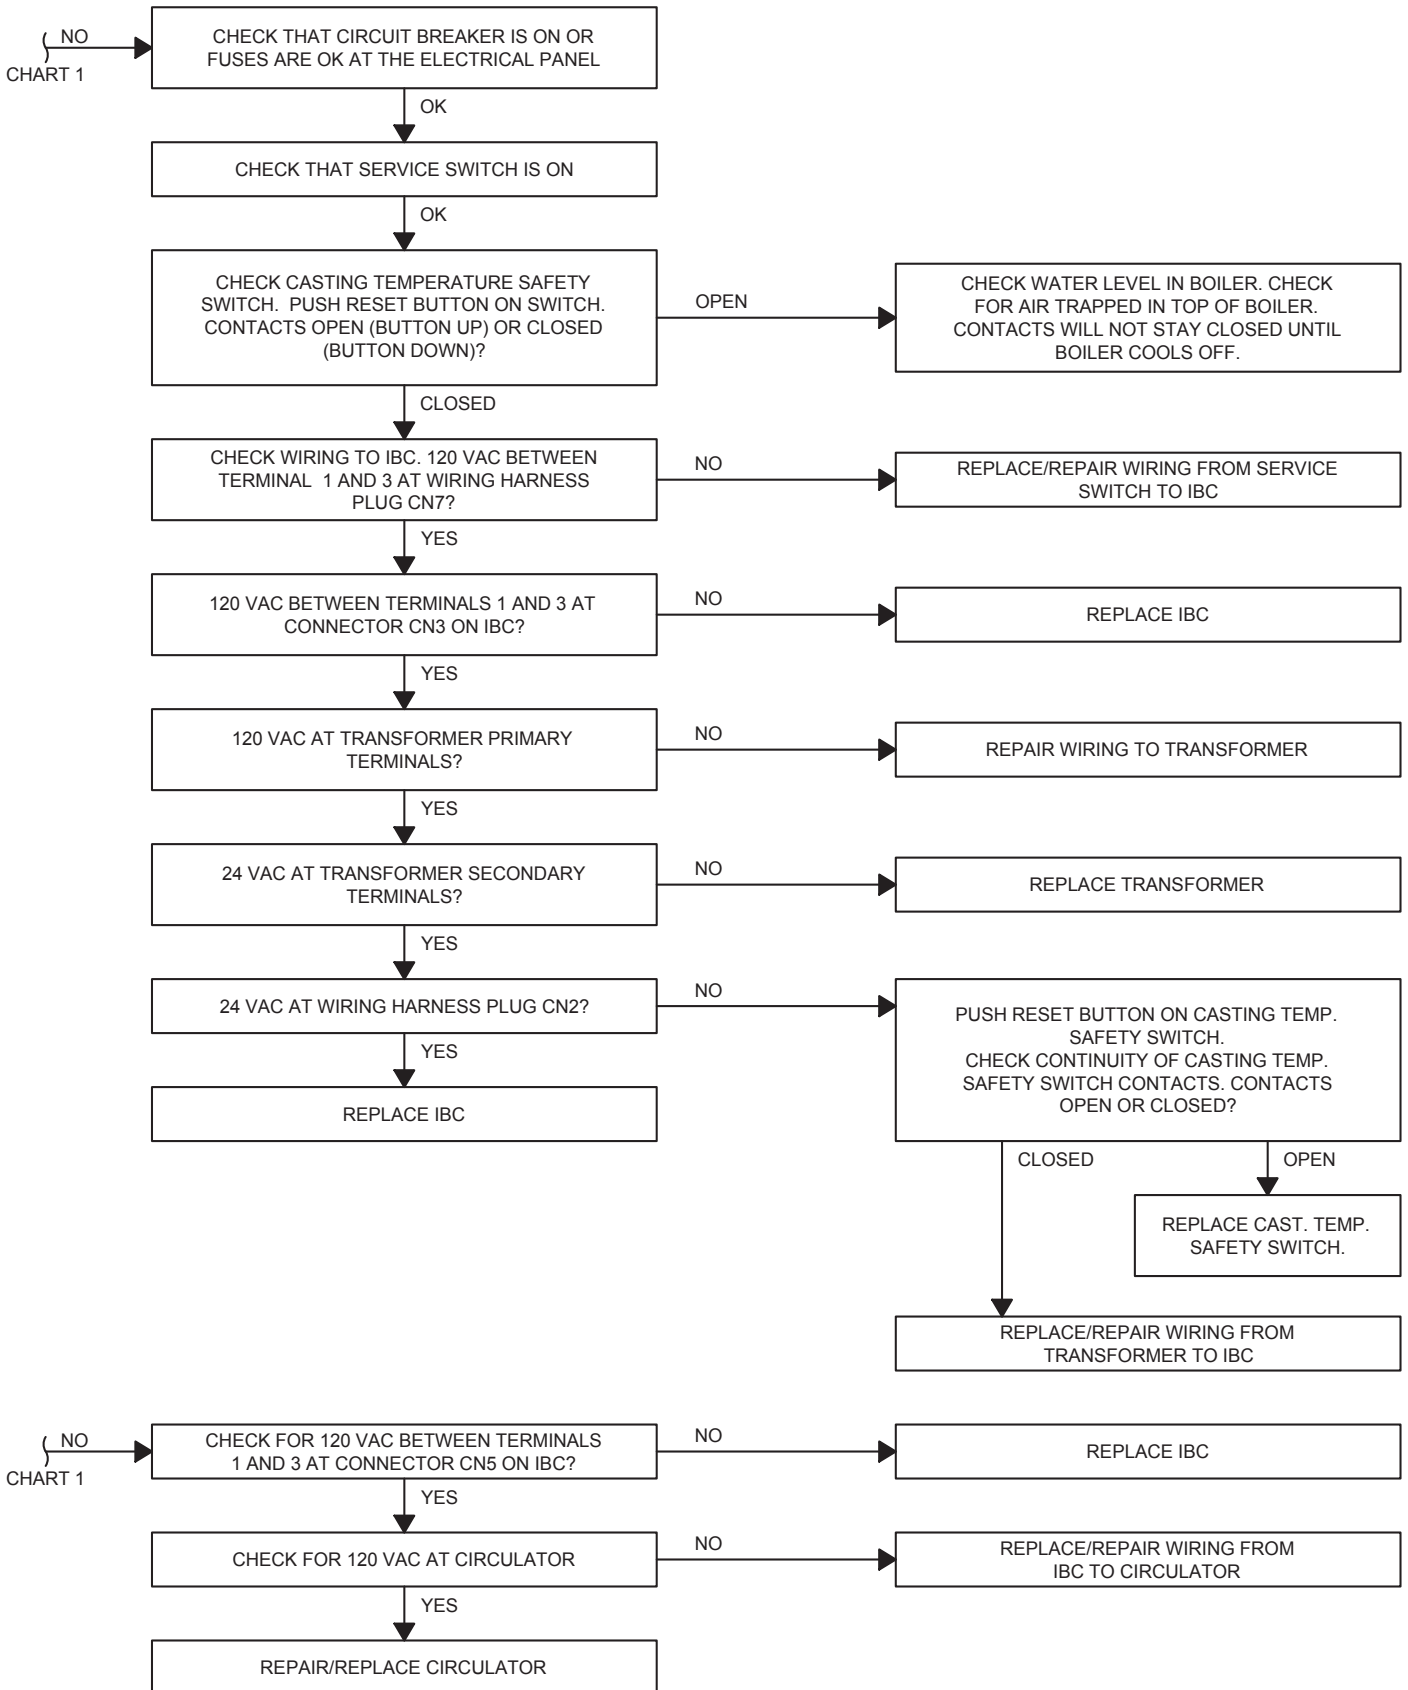 NO
CHART 1
CHECK THAT CIRCUIT BREAKER IS ON OR
FUSES ARE OK AT THE ELECTRICAL PANEL
OK
CHECK THAT SERVICE SWITCH IS ON
OK
CHECK CASTING TEMPERATURE SAFETY
SWITCH. PUSH RESET BUTTON ON SWITCH.
CONTACTS OPEN (BUTTON UP) OR CLOSED
(BUTTON DOWN)?
OPEN
CHECK WATER LEVEL IN BOILER. CHECK
FOR AIR TRAPPED IN TOP OF BOILER.
CONTACTS WILL NOT STAY CLOSED UNTIL
BOILER COOLS OFF.
CLOSED
CHECK WIRING TO IBC. 120 VAC BETWEEN
TERMINAL 1 AND 3 AT WIRING HARNESS
PLUG CN7?
NO
REPLACE/REPAIR WIRING FROM SERVICE
SWITCH TO IBC
YES
120 VAC BETWEEN TERMINALS 1 AND 3 AT
CONNECTOR CN3 ON IBC?
NO
REPLACE IBC
YES
120 VAC AT TRANSFORMER PRIMARY
TERMINALS?
NO
REPAIR WIRING TO TRANSFORMER
YES
24 VAC AT TRANSFORMER SECONDARY
TERMINALS?
NO
REPLACE TRANSFORMER
YES
24 VAC AT WIRING HARNESS PLUG CN2?
NO
PUSH RESET BUTTON ON CASTING TEMP.
SAFETY SWITCH.
CHECK CONTINUITY OF CASTING TEMP.
SAFETY SWITCH CONTACTS. CONTACTS
OPEN OR CLOSED?
YES
REPLACE IBC
CLOSED
OPEN
REPLACE CAST. TEMP.
SAFETY SWITCH.
REPLACE/REPAIR WIRING FROM
TRANSFORMER TO IBC
NO
CHART 1
CHECK FOR 120 VAC BETWEEN TERMINALS
1 AND 3 AT CONNECTOR CN5 ON IBC?
NO
REPLACE IBC
YES
CHECK FOR 120 VAC AT CIRCULATOR
NO
REPLACE/REPAIR WIRING FROM
IBC TO CIRCULATOR
YES
REPAIR/REPLACE CIRCULATOR